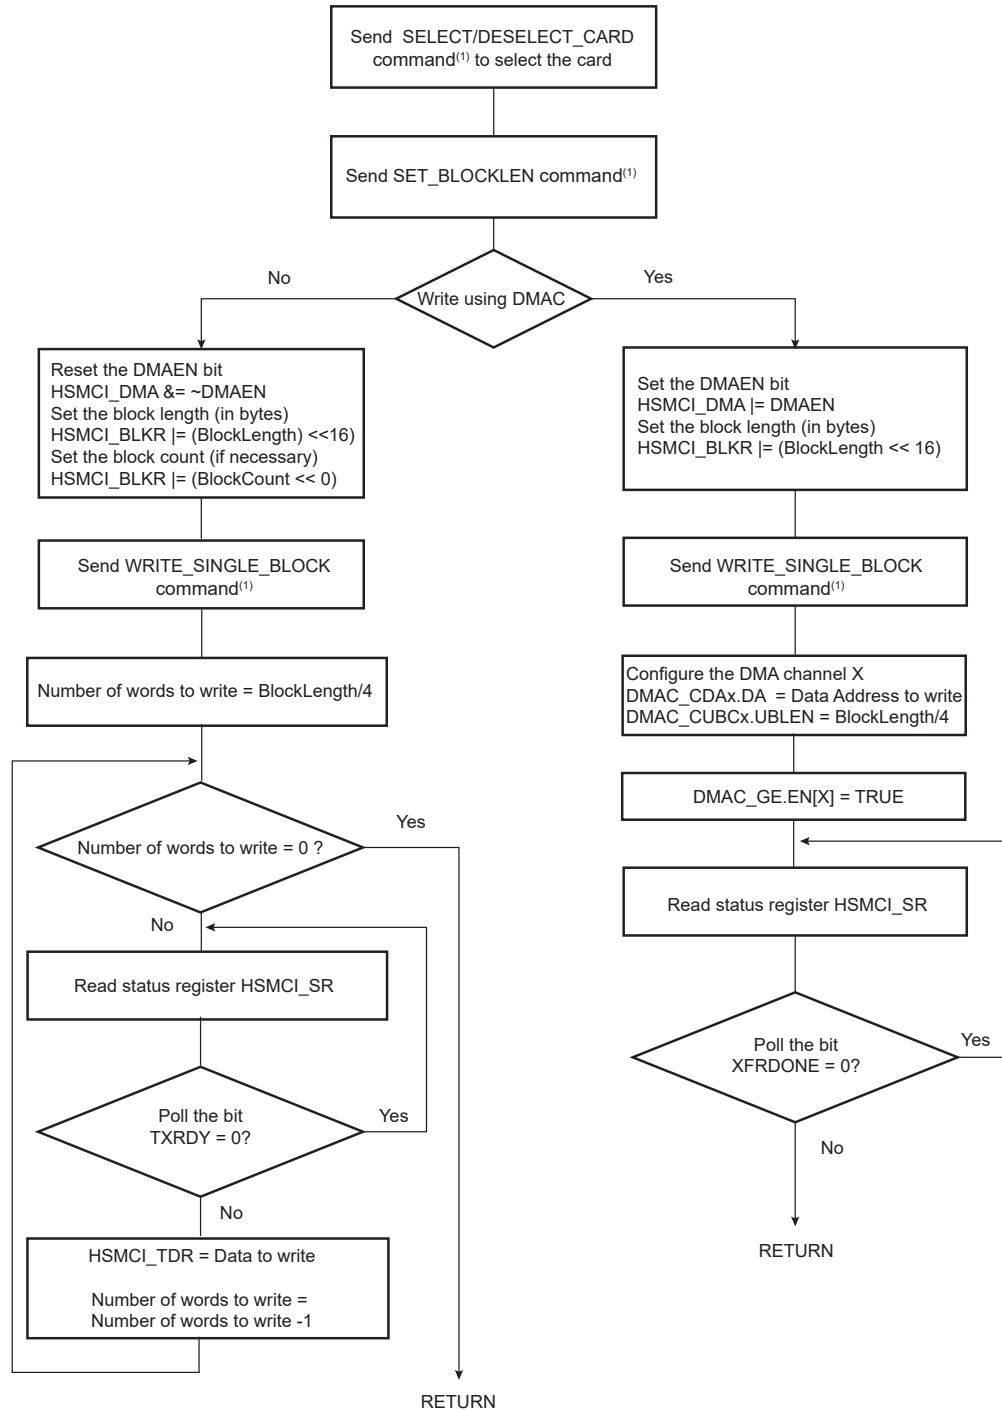 Send SELECT/DESELECT_CARD
command(1) to select the card
Send SET_BLOCKLEN command(1)
No
Yes
Write using DMAC
Reset the DMAEN bit
HSMCI_DMA &= ~DMAEN
Set the block length (in bytes)
HSMCI_BLKR |= (BlockLength) <<16)
Set the block count (if necessary)
HSMCI_BLKR |= (BlockCount << 0)
Send WRITE_SINGLE_BLOCK
command(1)
Number of words to write = BlockLength/4
Number of words to write = 0 ?
Yes
No
Read status register HSMCI_SR
Poll the bit
TXRDY = 0?
Yes
No
HSMCI_TDR = Data to write
Number of words to write =
Number of words to write -1
RETURN
Set the DMAEN bit
HSMCI_DMA |= DMAEN
Set the block length (in bytes)
HSMCI_BLKR |= (BlockLength << 16)
Send WRITE_SINGLE_BLOCK
command(1)
Configure the DMA channel X
DMAC_CDAx.DA = Data Address to write
DMAC_CUBCx.UBLEN = BlockLength/4
DMAC_GE.EN[X] = TRUE
Read status register HSMCI_SR
Poll the bit
XFRDONE = 0?
Yes
No
RETURN